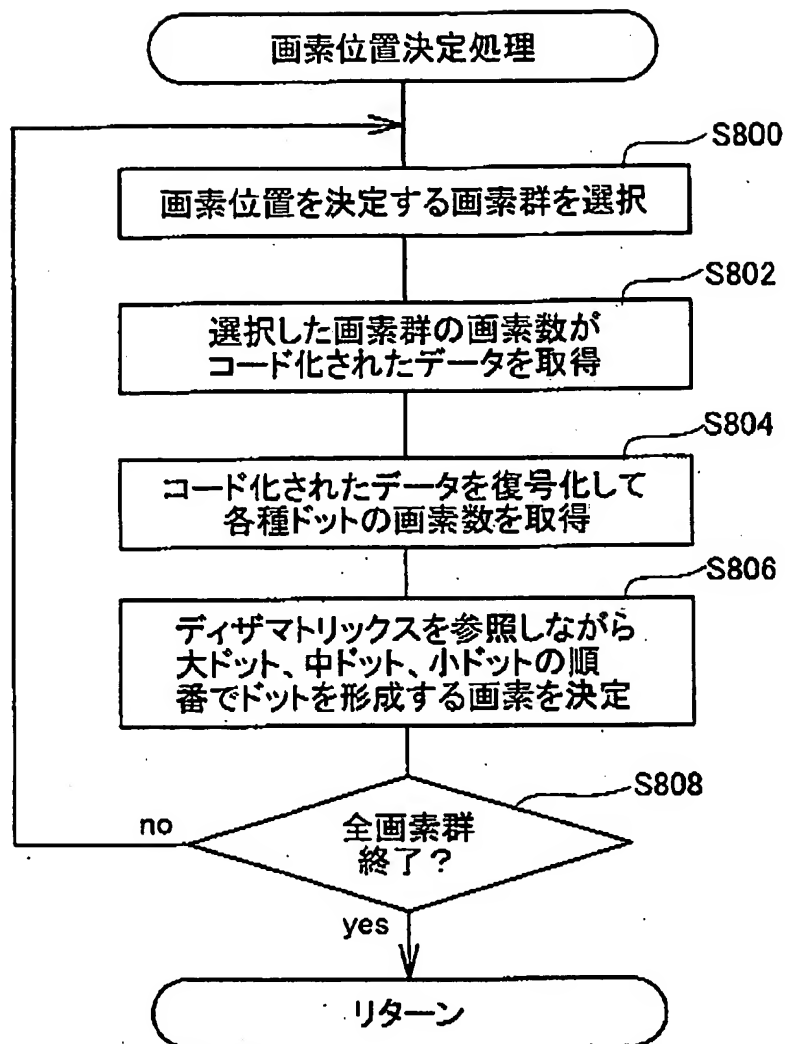 画素位置決定処理
S800
画素位置を決定する画素群を選択
S802
選択した画素群の画素数が
コード化されたデータを取得
S804
コード化されたデータを復号化して
各種ドットの画素数を取得
S806
ディザマトリックスを参照しながら
大ドット、中ドット、小ドットの順
番でドットを形成する画素を決定
S808
no
全画素群
終了？
yes
リターン